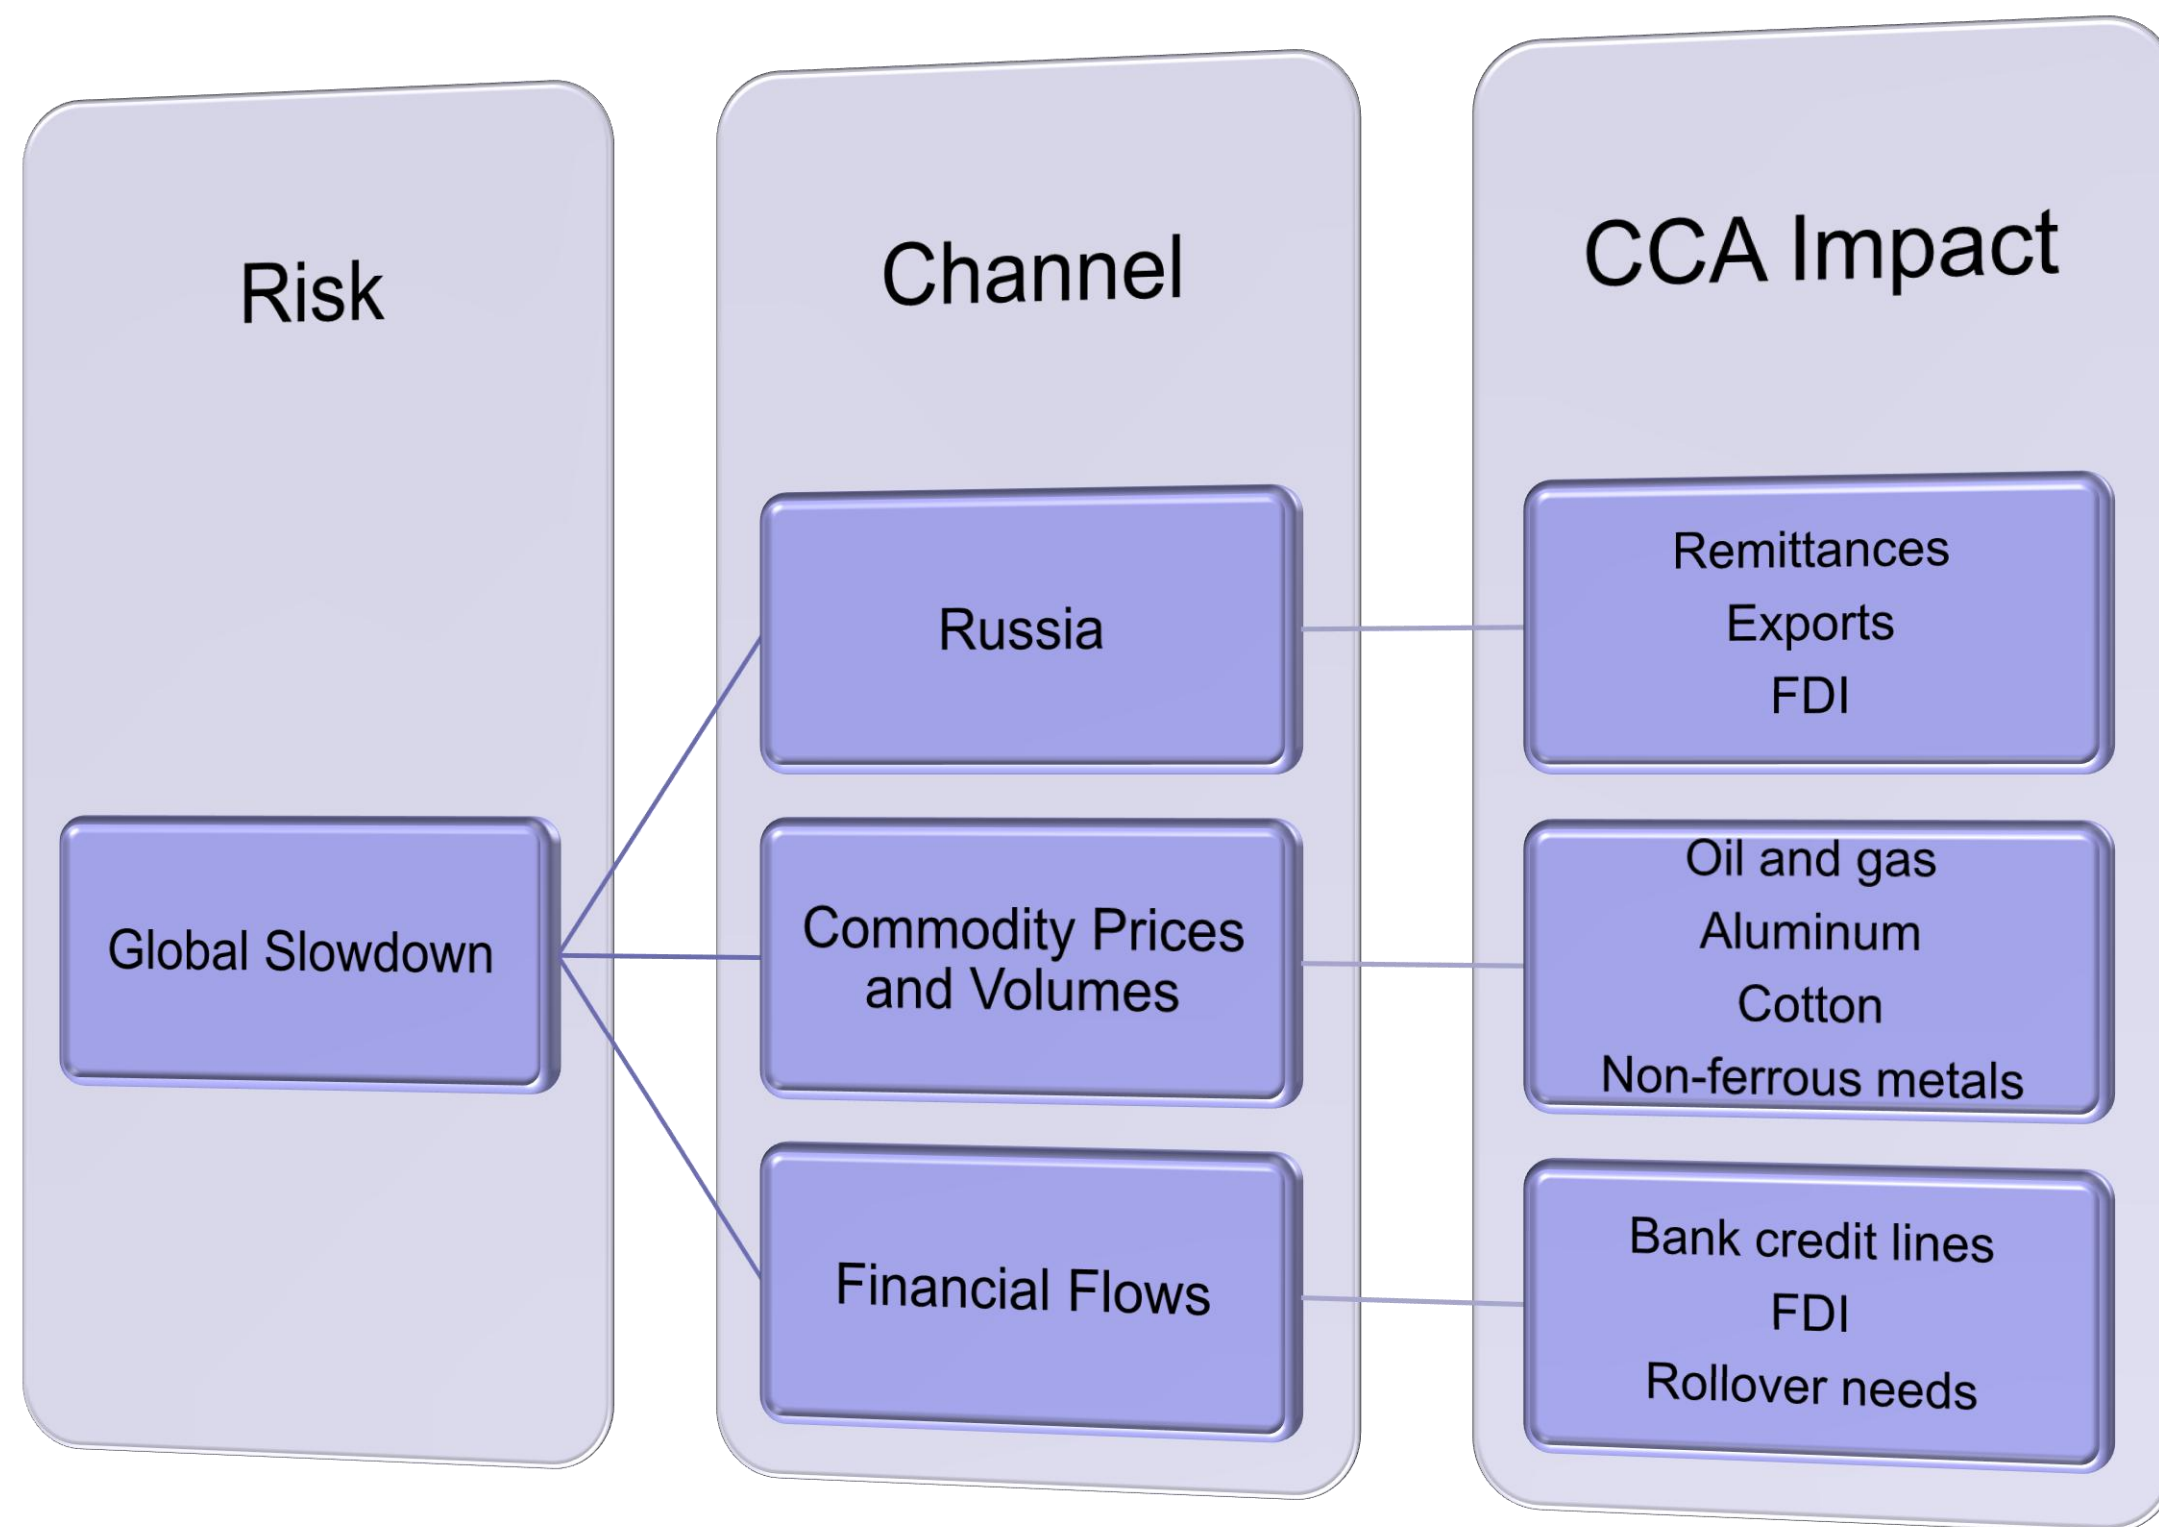 Risk
Channel
CCA Impact
Global Slowdown
Russia
Remittances
Exports
FDI
Commodity Prices
and Volumes
Oil and gas
Aluminum
Cotton
Non-ferrous metals
Financial Flows
Bank credit lines
FDI
Rollover needs